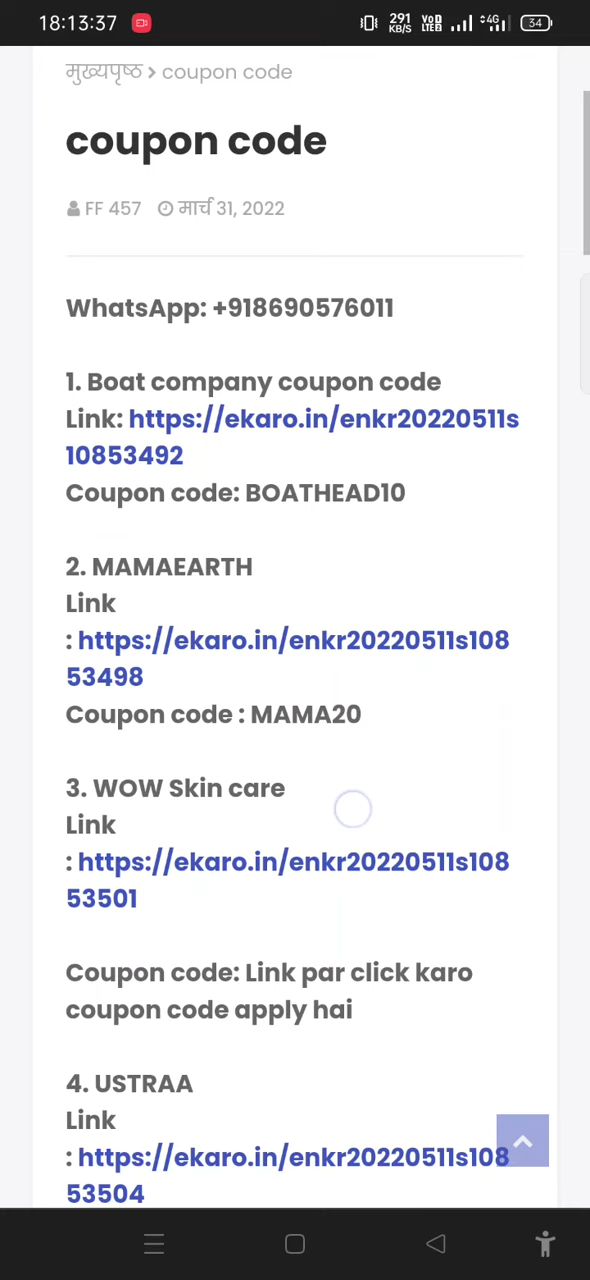 18:13:37 291 KB/S VoD LTE2 4G 34
मुख्यपृष्ठ > coupon code
coupon code
FF 457 मार्च 31, 2022
WhatsApp: +918690576011
1. Boat company coupon code
Link: https://ekaro.in/enkr20220511s
10853492
Coupon code: BOATHEAD10
2. MAMAEARTH
Link
: https://ekaro.in/enkr20220511s108
53498
Coupon code : MAMA20
3. WOW Skin care
Link
: https://ekaro.in/enkr20220511s108
53501
Coupon code: Link par click karo
coupon code apply hai
4. USTRAA
Link
: https://ekaro.in/enkr20220511s108
53504